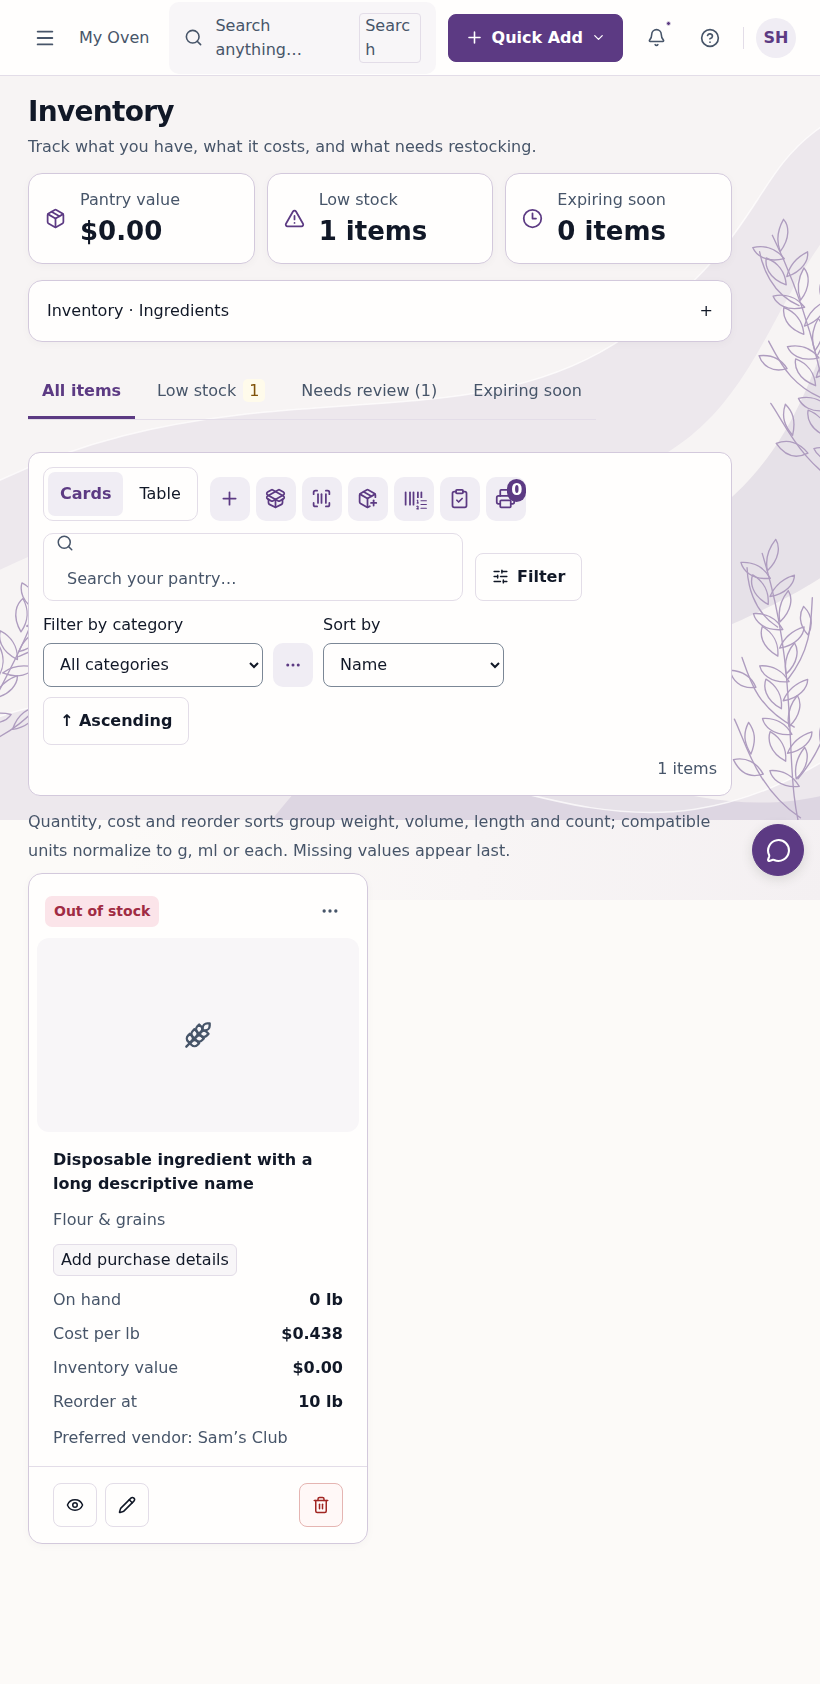 My Oven
Search
anything…
Searc
h
Quick Add
SH
Inventory
Track what you have, what it costs, and what needs restocking.
Pantry value
$0.00
Low stock
1 items
Expiring soon
0 items
Inventory · Ingredients
+
All items
Low stock 1
Needs review (1)
Expiring soon
Cards
Table
0
Search your pantry…
Filter
Filter by category
Sort by
All categories
Name
↑ Ascending
1 items
Quantity, cost and reorder sorts group weight, volume, length and count; compatible
units normalize to g, ml or each. Missing values appear last.
Out of stock
Disposable ingredient with a
long descriptive name
Flour & grains
Add purchase details
On hand 0 lb
Cost per lb $0.438
Inventory value $0.00
Reorder at 10 lb
Preferred vendor: Sam’s Club